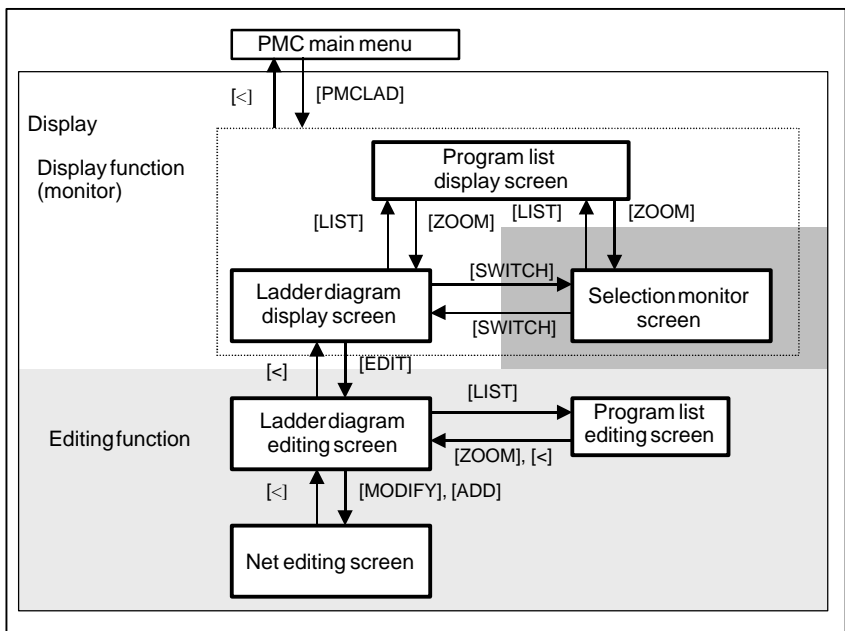 PMC main menu
[<]
[PMCLAD]
Display
Display function
(monitor)
Program list
display screen
[LIST]
[ZOOM]
[LIST]
[ZOOM]
Ladder diagram
display screen
[SWITCH]
[SWITCH]
Selection monitor
screen
[<]
[EDIT]
Editing function
Ladder diagram
editing screen
[LIST]
[ZOOM], [<]
Program list
editing screen
[<]
[MODIFY], [ADD]
Net editing screen